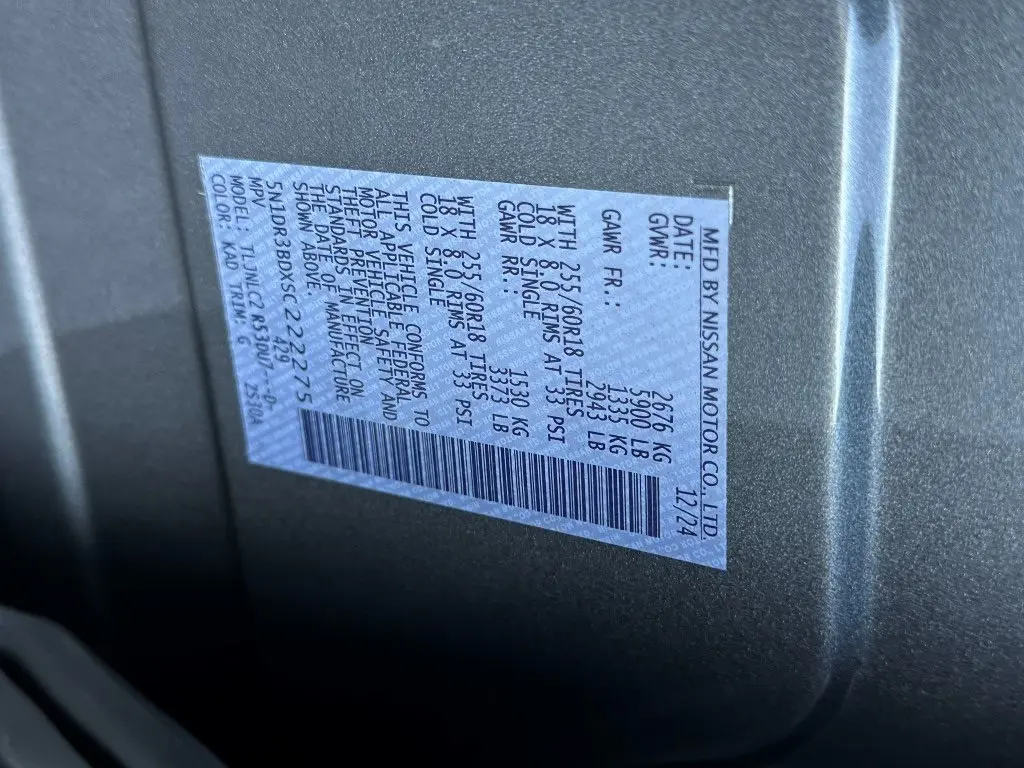 MFD BY NISSAN MOTOR CO., LTD.
DATE: 12/24
GVWR: 2676 KG
5900 LB
GAWR FR.: 1335 KG
2943 LB
WITH 255/60R18 TIRES
18 X 8.0 RIMS AT 33 PSI
COLD SINGLE
GAWR RR.: 1530 KG
3373 LB
WITH 255/60R18 TIRES
18 X 8.0 RIMS AT 33 PSI
COLD SINGLE
THIS VEHICLE CONFORMS TO
ALL APPLICABLE FEDERAL
MOTOR VEHICLE SAFETY AND
THEFT PREVENTION
STANDARDS IN EFFECT ON
THE DATE OF MANUFACTURE
SHOWN ABOVE.
5N1DR3BDXSC222275
MPV 479
MODEL: TLJNLC2 R53DU7---D-
COLOR: KAD TRIM: G 2S10A